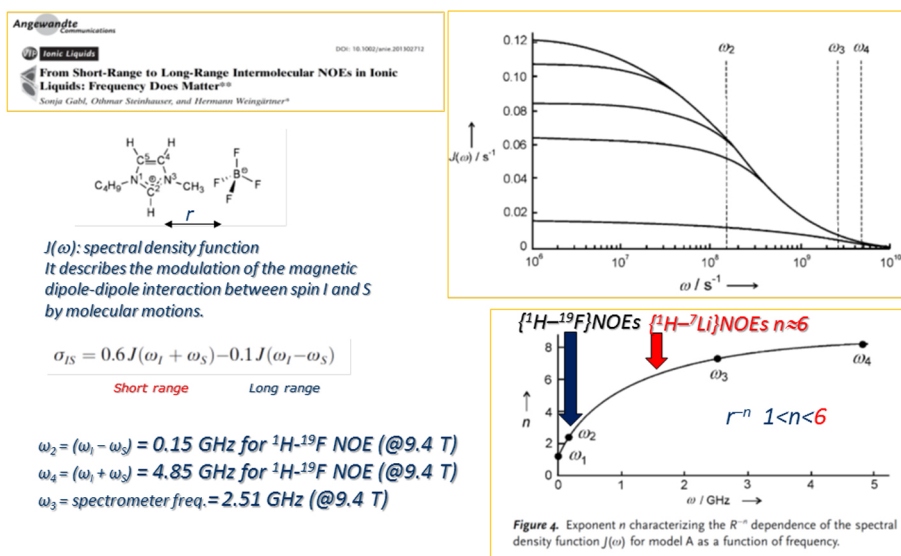 Angewandte
Communications
VIP Ionic Liquids
DOI: 10.1002/anie.201302712
From Short-Range to Long-Range Intermolecular NOEs in Ionic
Liquids: Frequency Does Matter**
Sonja Gabl, Othmar Steinhauser, and Hermann Weingärtner*
H H
C5 C4
C4H9 N1 ⊕ N3 CH3
C2
H
F
B⊖
F F
F
r
J(ω): spectral density function
It describes the modulation of the magnetic
dipole-dipole interaction between spin I and S
by molecular motions.
σIS = 0.6J(ωI + ωS)−0.1J(ωI−ωS)
Short range Long range
ω2 = (ωI − ωS) = 0.15 GHz for 1H-19F NOE (@9.4 T)
ω4 = (ωI + ωS) = 4.85 GHz for 1H-19F NOE (@9.4 T)
ω3 = spectrometer freq.= 2.51 GHz (@9.4 T)
ω2 ω3 ω4
0.12
0.10
0.08
J(ω) / s-1
0.06
0.04
0.02
0
10^6 10^7 10^8 10^9 10^10
ω / s-1
{1H–19F}NOEs {1H–7Li}NOEs n≈6
8
6
4
2
0
n
ω1
ω2
ω3
ω4
r−n 1<n<6
0 1 2 3 4 5
ω / GHz
Figure 4. Exponent n characterizing the R−n dependence of the spectral
density function J(ω) for model A as a function of frequency.